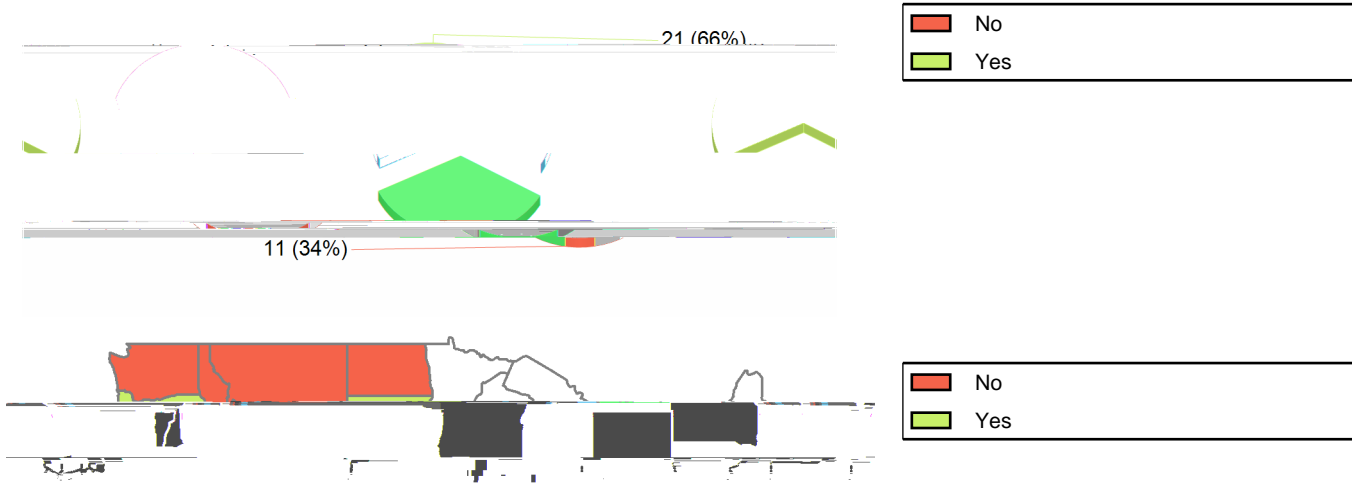 21 (66%)
No
Yes
11 (34%)
No
Yes